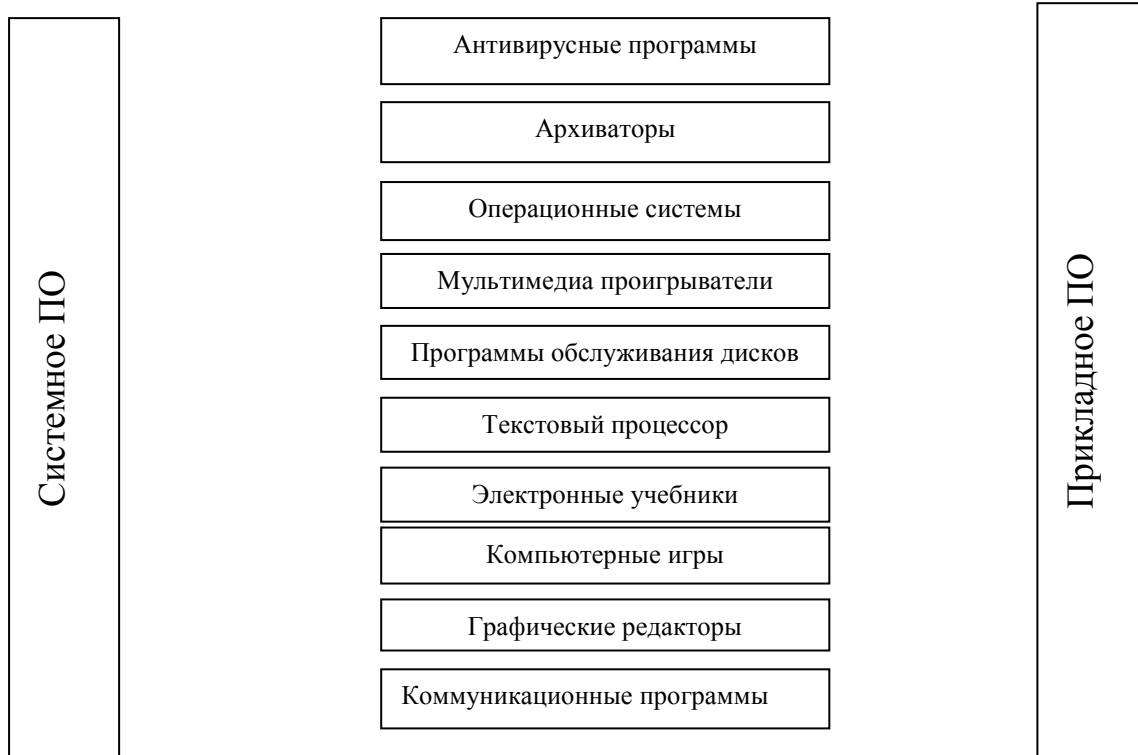 Системное ПО
Антивирусные программы
Архиваторы
Операционные системы
Мультимедиа проигрыватели
Программы обслуживания дисков
Текстовый процессор
Электронные учебники
Компьютерные игры
Графические редакторы
Коммуникационные программы
Прикладное ПО